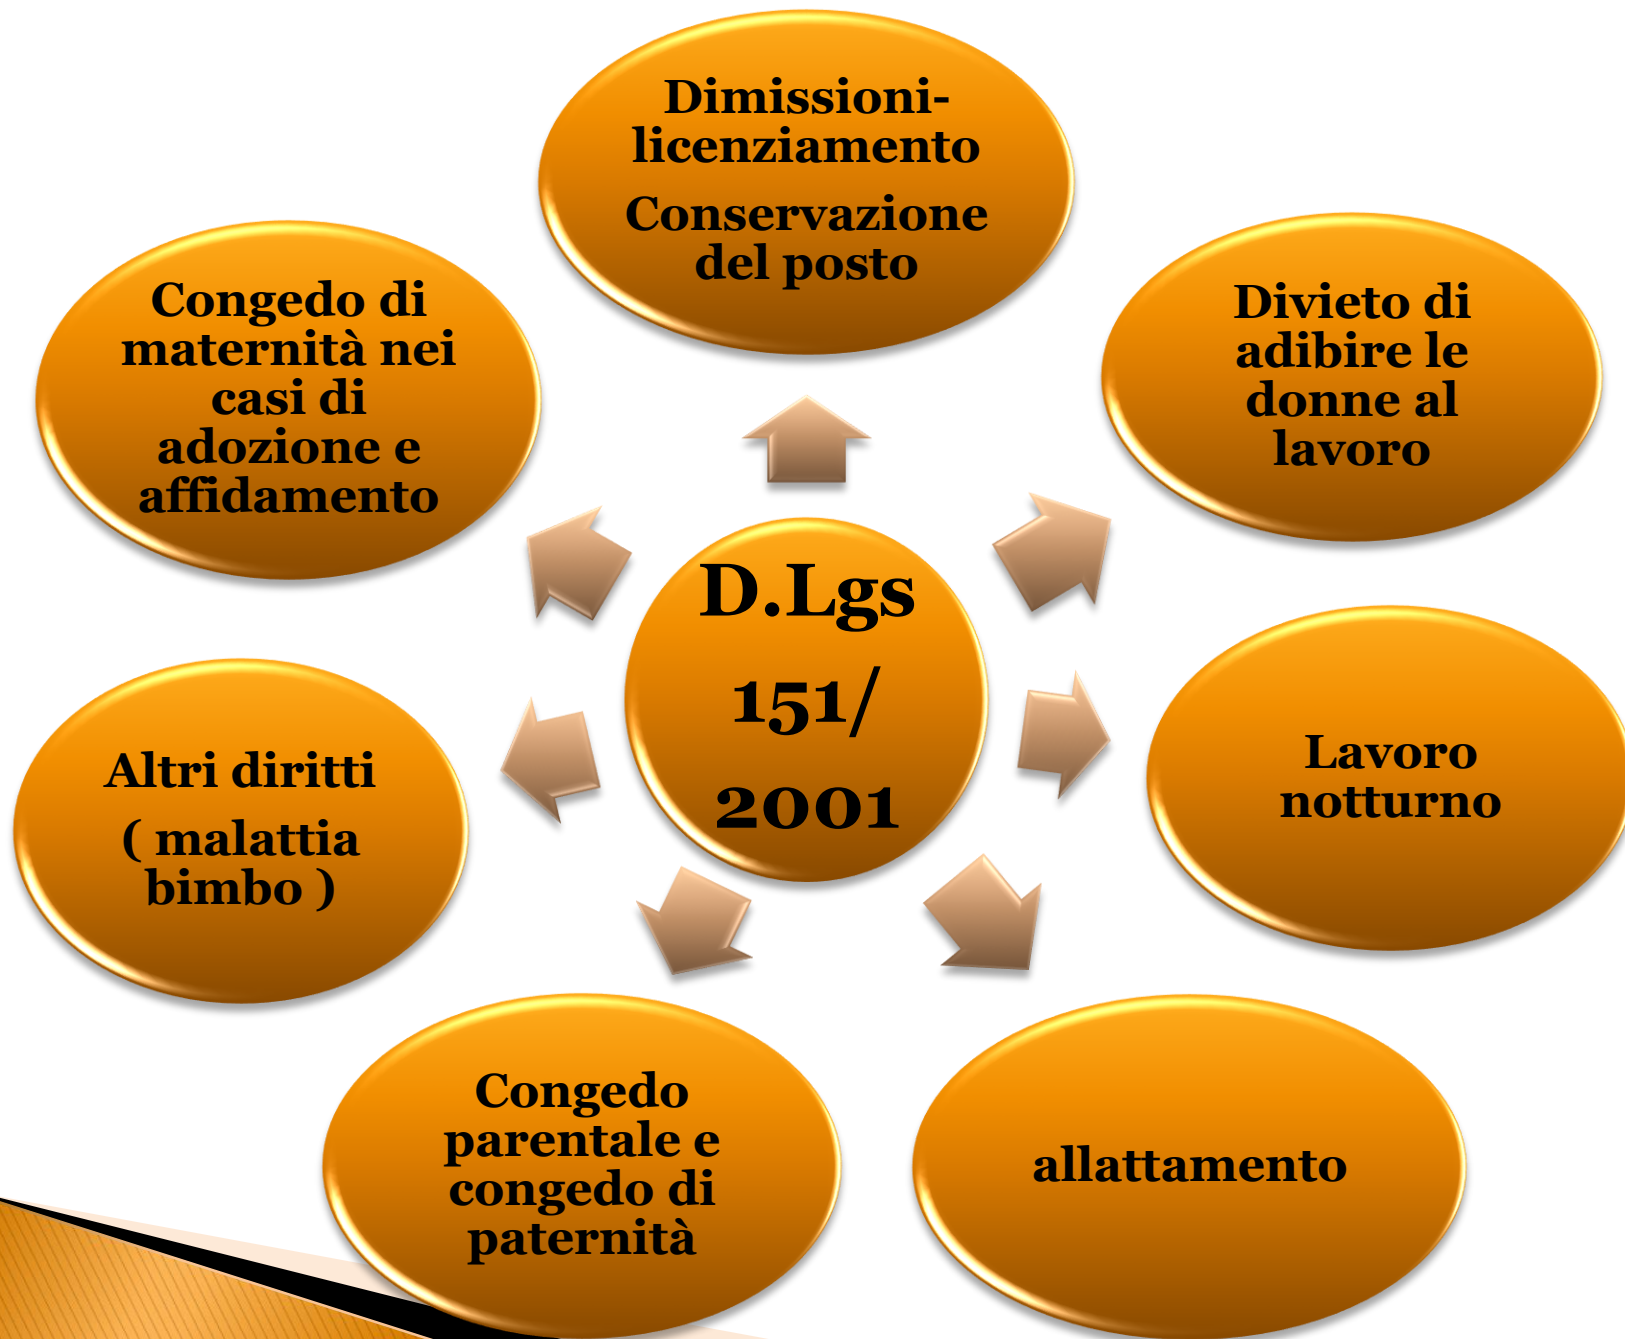 Dimissioni-
licenziamento
Conservazione
del posto
Divieto di
adibire le
donne al
lavoro
Lavoro
notturno
allattamento
Congedo
parentale e
congedo di
paternità
Altri diritti
( malattia
bimbo )
Congedo di
maternità nei
casi di
adozione e
affidamento
D.Lgs
151/
2001